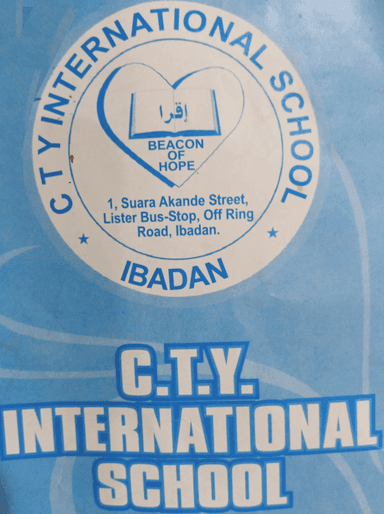 C T Y INTERNATIONAL SCHOOL
إقرا
BEACON
OF
HOPE
1, Suara Akande Street,
Lister Bus-Stop, Off Ring
Road, Ibadan.
IBADAN
C.T.Y.
INTERNATIONAL
SCHOOL